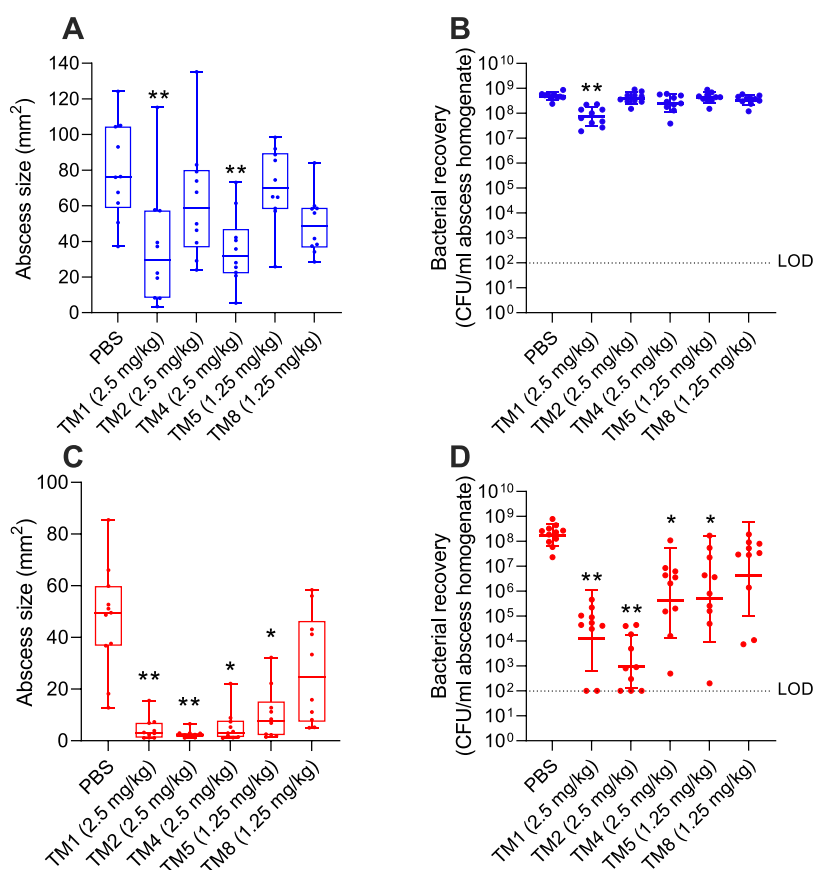 A
Abscess size (mm²)
140
120
100
80
60
40
20
0
**
**
PBS
TM1 (2.5 mg/kg)
TM2 (2.5 mg/kg)
TM4 (2.5 mg/kg)
TM5 (1.25 mg/kg)
TM8 (1.25 mg/kg)
B
Bacterial recovery
(CFU/ml abscess homogenate)
10¹⁰
10⁹
10⁸
10⁷
10⁶
10⁵
10⁴
10³
10²
10¹
10⁰
**
LOD
PBS
TM1 (2.5 mg/kg)
TM2 (2.5 mg/kg)
TM4 (2.5 mg/kg)
TM5 (1.25 mg/kg)
TM8 (1.25 mg/kg)
C
Abscess size (mm²)
100
80
60
40
20
0
**
**
*
*
PBS
TM1 (2.5 mg/kg)
TM2 (2.5 mg/kg)
TM4 (2.5 mg/kg)
TM5 (1.25 mg/kg)
TM8 (1.25 mg/kg)
D
Bacterial recovery
(CFU/ml abscess homogenate)
10¹⁰
10⁹
10⁸
10⁷
10⁶
10⁵
10⁴
10³
10²
10¹
10⁰
**
**
*
*
LOD
PBS
TM1 (2.5 mg/kg)
TM2 (2.5 mg/kg)
TM4 (2.5 mg/kg)
TM5 (1.25 mg/kg)
TM8 (1.25 mg/kg)